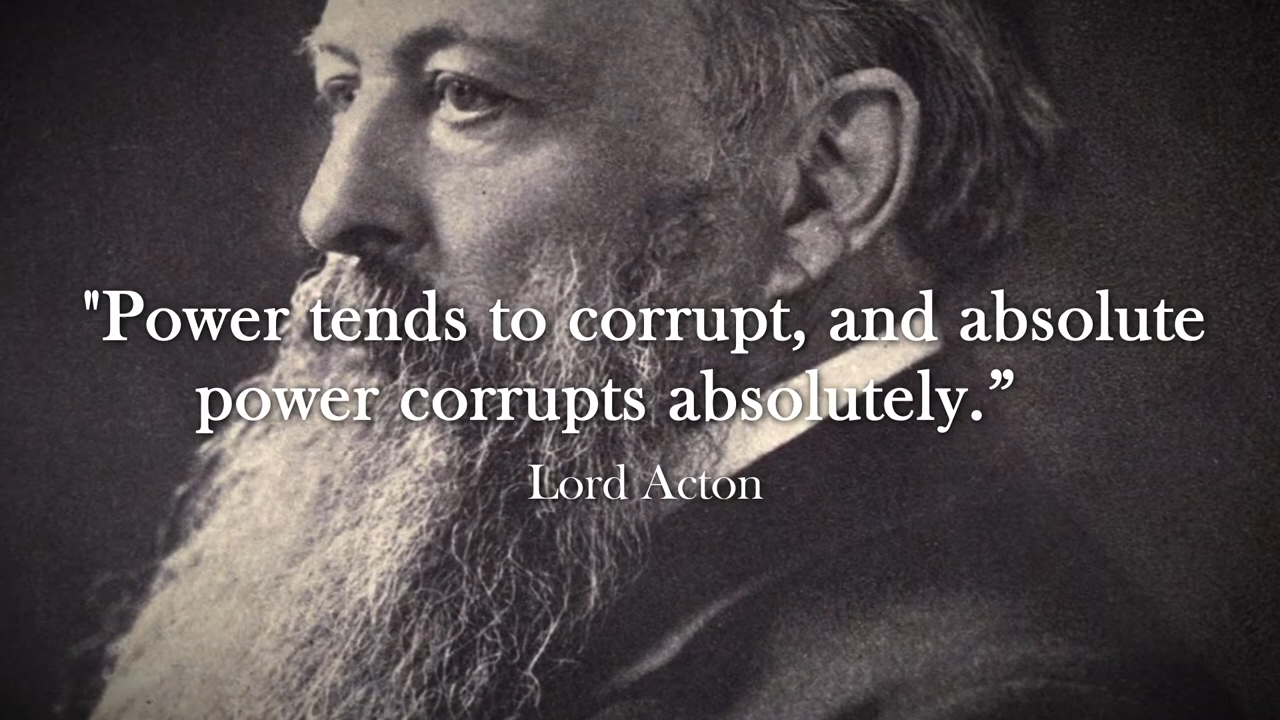 "Power tends to corrupt, and absolute
power corrupts absolutely.”
Lord Acton